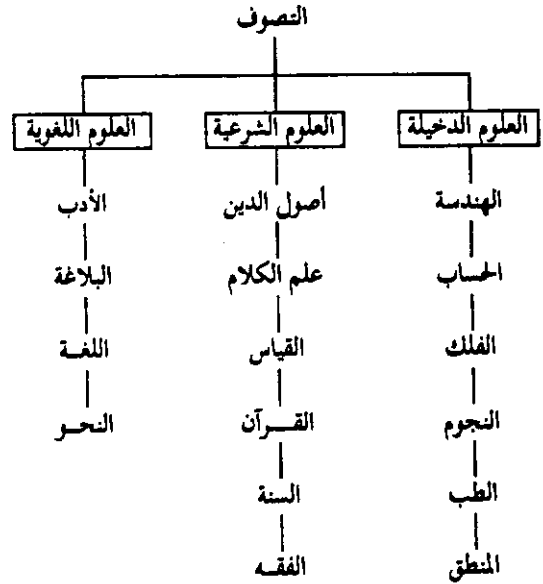 التصوف
العلوم الدخيلة العلوم الشرعية العلوم اللغوية
الهندسة أصول الدين الأدب
الحساب علم الكلام البلاغة
الفلك القياس اللغة
النجوم القرآن النحو
الطب السنة
المنطق الفقه